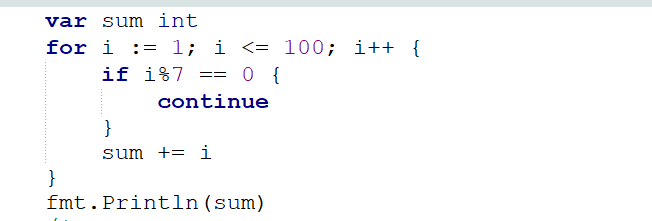 var sum int
for i := 1; i <= 100; i++ {
    if i%7 == 0 {
        continue
    }
    sum += i
}
fmt.Println(sum)